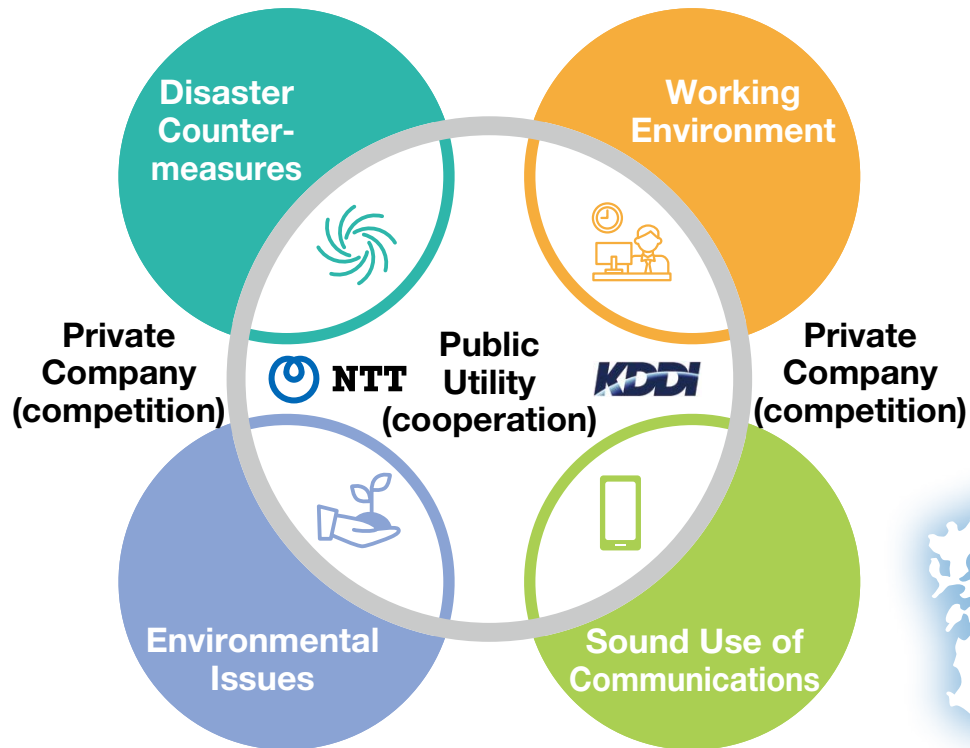 Disaster
Counter-
measures
Working
Environment
Private
Company
(competition)
NTT
Public
Utility
(cooperation)
KDDI
Private
Company
(competition)
Environmental
Issues
Sound Use of
Communications